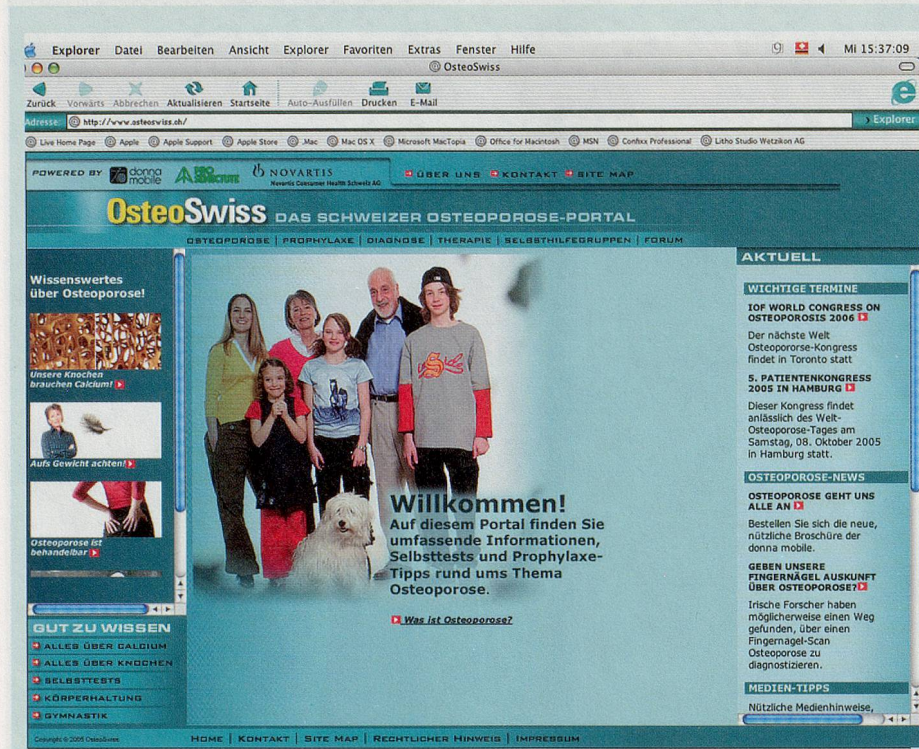 Explorer Datei Bearbeiten Ansicht Explorer Favoriten Extras Fenster Hilfe
Mi 15:37:09
OsteoSwiss
Zurück Vorwärts Abbrechen Aktualisieren Startseite Auto-Ausfüllen Drucken E-Mail
Adresse: http://www.osteoswiss.ch/
Explorer
Live Home Page Apple Apple Support Apple Store .Mac Mac OS X Microsoft MacTopia Office for Macintosh MSN Confixx Professional Litho Studio Wetzikon AG
POWERED BY
donna mobile
PRO SENECTUTE
NOVARTIS
Novartis Consumer Health Schweiz AG
ÜBER UNS KONTAKT SITE MAP
OsteoSwiss DAS SCHWEIZER OSTEOPOROSE-PORTAL
OSTEOPOROSE | PROPHYLAXE | DIAGNOSE | THERAPIE | SELBSTHILFEGRUPPEN | FORUM
Wissenswertes
über Osteoporose!
Unsere Knochen
brauchen Calcium!
Aufs Gewicht achten!
Osteoporose ist
behandelbar
GUT ZU WISSEN
ALLES ÜBER CALCIUM
ALLES ÜBER KNOCHEN
SELBSTTESTS
KÖRPERHALTUNG
GYMNASTIK
Willkommen!
Auf diesem Portal finden Sie
umfassende Informationen,
Selbsttests und Prophylaxe-
Tipps rund ums Thema
Osteoporose.
Was ist Osteoporose?
AKTUELL
WICHTIGE TERMINE
IOF WORLD CONGRESS ON
OSTEOPOROSIS 2006
Der nächste Welt
Osteopororse-Kongress
findet in Toronto statt
5. PATIENTENKONGRESS
2005 IN HAMBURG
Dieser Kongress findet
anlässlich des Welt-
Osteoporose-Tages am
Samstag, 08. Oktober 2005
in Hamburg statt.
OSTEOPOROSE-NEWS
OSTEOPOROSE GEHT UNS
ALLE AN
Bestellen Sie sich die neue,
nützliche Broschüre der
donna mobile.
GEBEN UNSERE
FINGERNÄGEL AUSKUNFT
ÜBER OSTEOPOROSE?
Irische Forscher haben
möglicherweise einen Weg
gefunden, über einen
Fingernagel-Scan
Osteoporose zu
diagnostizieren.
MEDIEN-TIPPS
Nützliche Medienhinweise,
Copyright © 2005 OsteoSwiss.
HOME | KONTAKT | SITE MAP | RECHTLICHER HINWEIS | IMPRESSUM